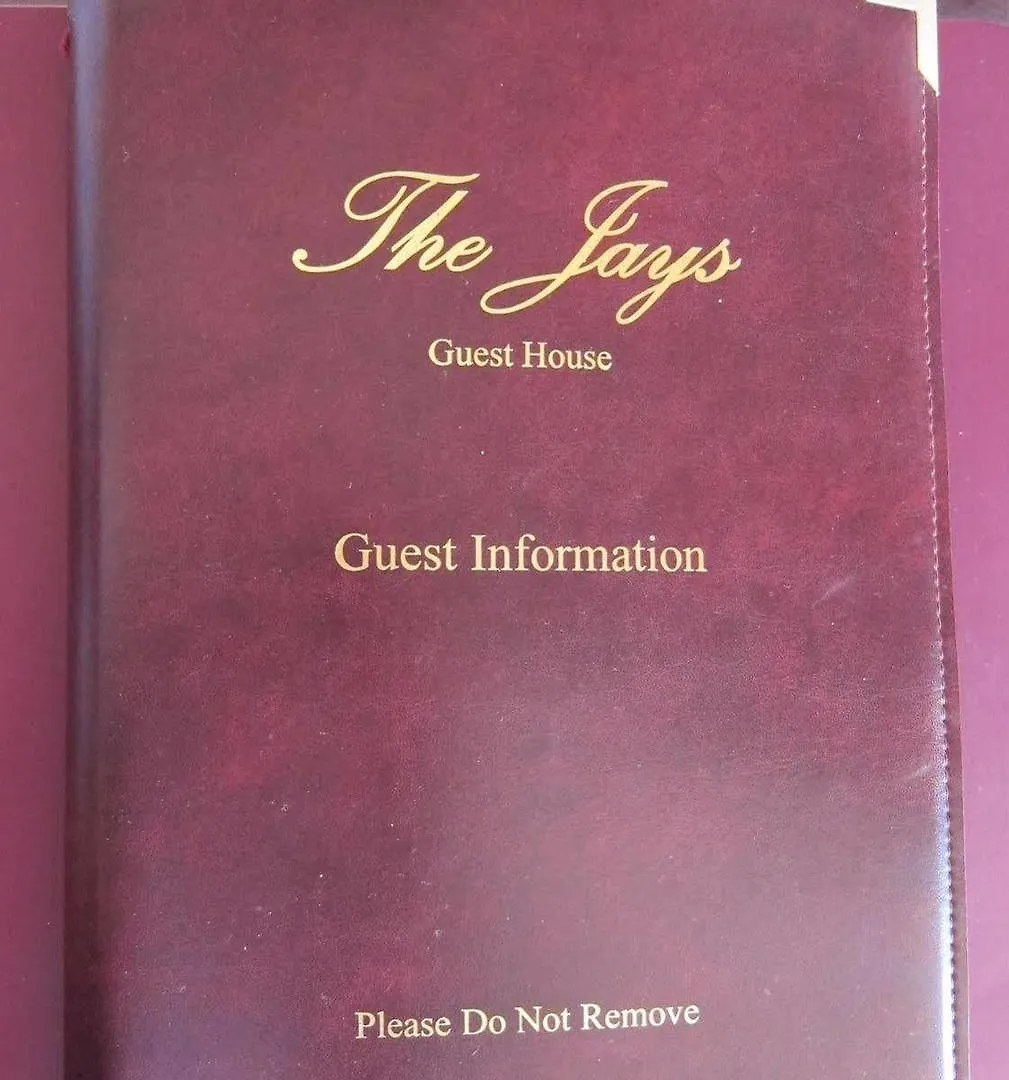 The Jays
Guest House
Guest Information
Please Do Not Remove